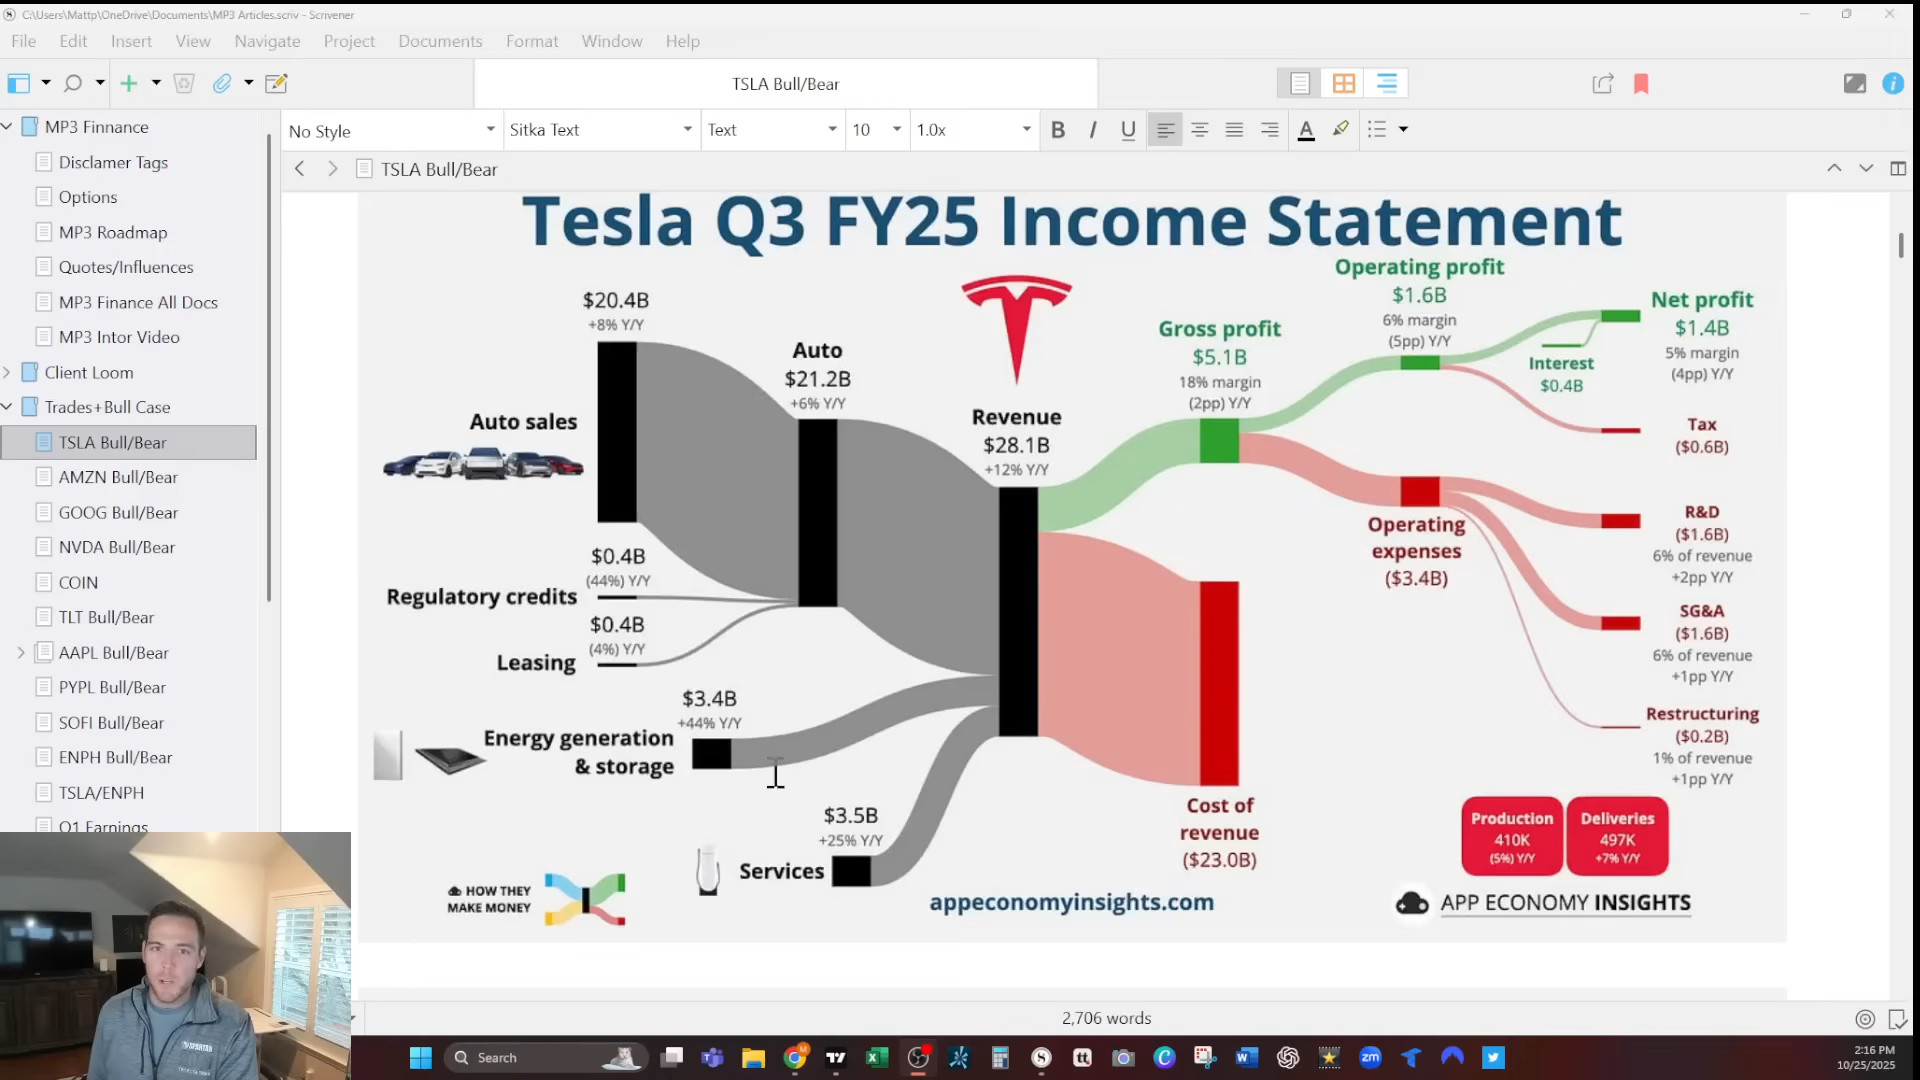 C:\Users\Mattp\OneDrive\Documents\MP3 Articles.scriv - Scrivener
File Edit Insert View Navigate Project Documents Format Window Help
TSLA Bull/Bear
No Style Sitka Text Text 10 1.0x B I U A
TSLA Bull/Bear
MP3 Finnance
Disclamer Tags
Options
MP3 Roadmap
Quotes/Influences
MP3 Finance All Docs
MP3 Intor Video
Client Loom
Trades+Bull Case
TSLA Bull/Bear
AMZN Bull/Bear
GOOG Bull/Bear
NVDA Bull/Bear
COIN
TLT Bull/Bear
AAPL Bull/Bear
PYPL Bull/Bear
SOFI Bull/Bear
ENPH Bull/Bear
TSLA/ENPH
Q1 Earnings
Tesla Q3 FY25 Income Statement
$20.4B
+8% Y/Y
Auto sales
$0.4B
(44%) Y/Y
Regulatory credits
$0.4B
(4%) Y/Y
Leasing
Auto
$21.2B
+6% Y/Y
$3.4B
+44% Y/Y
Energy generation
& storage
$3.5B
+25% Y/Y
Services
Revenue
$28.1B
+12% Y/Y
Gross profit
$5.1B
18% margin
(2pp) Y/Y
Cost of
revenue
($23.0B)
Operating profit
$1.6B
6% margin
(5pp) Y/Y
Operating
expenses
($3.4B)
Interest
$0.4B
Net profit
$1.4B
5% margin
(4pp) Y/Y
Tax
($0.6B)
R&D
($1.6B)
6% of revenue
+2pp Y/Y
SG&A
($1.6B)
6% of revenue
+1pp Y/Y
Restructuring
($0.2B)
1% of revenue
+1pp Y/Y
Production
410K
(5%) Y/Y
Deliveries
497K
+7% Y/Y
HOW THEY
MAKE MONEY
appeconomyinsights.com
APP ECONOMY INSIGHTS
2,706 words
Search
2:16 PM
10/25/2025